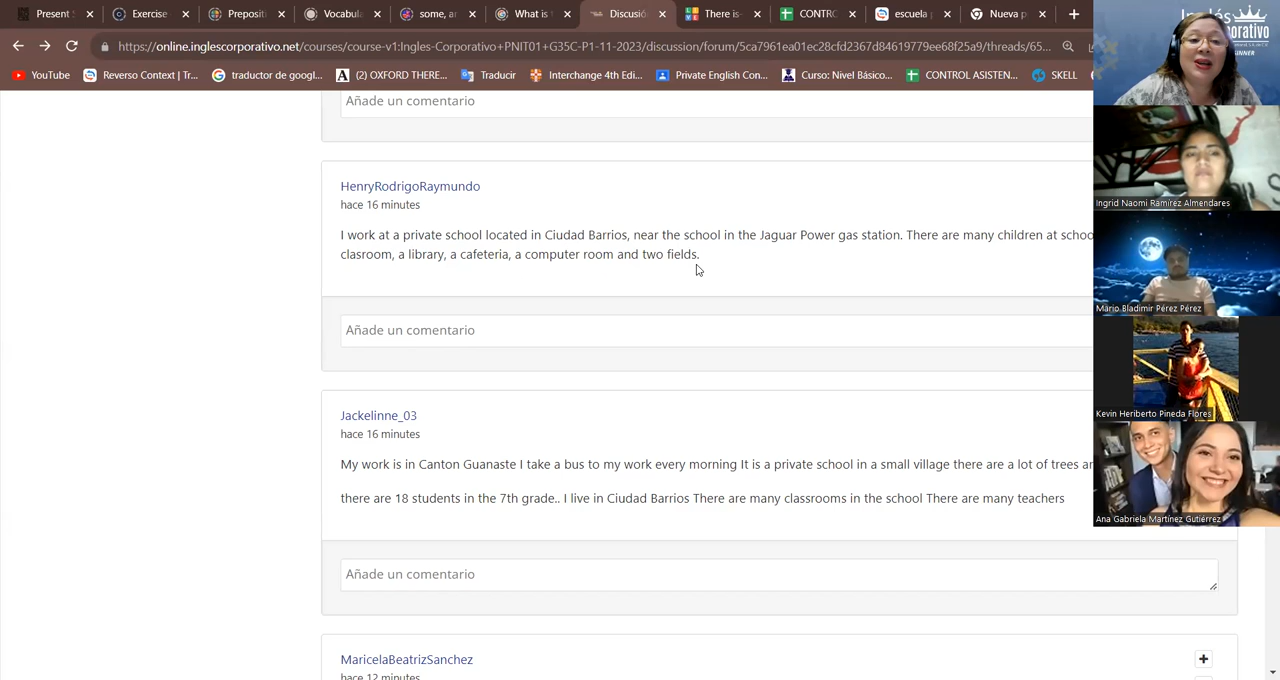 Present
Exercise
Preposit
Vocabula
some, a
What is
Discusió
There is
CONTRO
escuela
Nueva p
https://online.inglescorporativo.net/courses/course-v1:Ingles-Corporativo+PNIT01+G35C-P1-11-2023/discussion/forum/5ca7961ea01ec28cfd2367d84619779ee68f25a9/threads/65...
YouTube
Reverso Context | Tr...
traductor de googl...
(2) OXFORD THERE...
Traducir
Interchange 4th Edi...
Private English Con...
Curso: Nivel Básico...
CONTROL ASISTEN...
SKELL
Añade un comentario
HenryRodrigoRaymundo
hace 16 minutes
I work at a private school located in Ciudad Barrios, near the school in the Jaguar Power gas station. There are many children at schoo
clasroom, a library, a cafeteria, a computer room and two fields.
Añade un comentario
Jackelinne_03
hace 16 minutes
My work is in Canton Guanaste I take a bus to my work every morning It is a private school in a small village there are a lot of trees a
there are 18 students in the 7th grade.. I live in Ciudad Barrios There are many classrooms in the school There are many teachers
Añade un comentario
MaricelaBeatrizSanchez
hace 12 minutes
Ingrid Naomi Ramírez Almendares
Mario Bladimir Pérez Pérez
Kevin Heriberto Pineda Flores
Ana Gabriela Martínez Gutiérrez